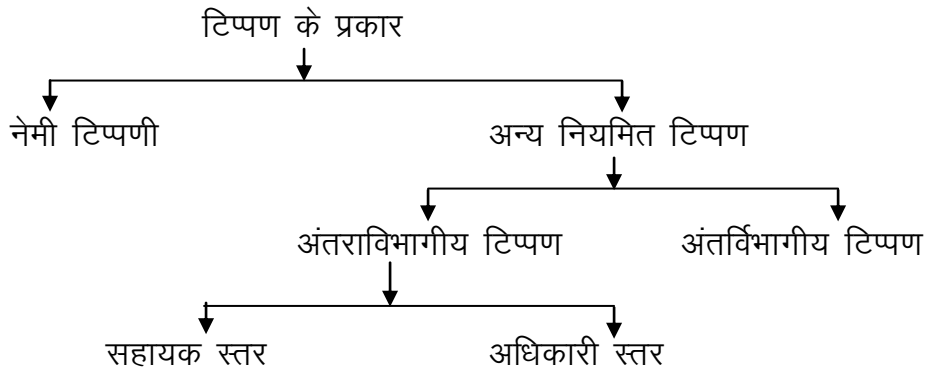 टिप्पण के प्रकार
नेमी टिप्पणी
अन्य नियमित टिप्पण
अंतराविभागीय टिप्पण
अंतर्विभागीय टिप्पण
सहायक स्तर
अधिकारी स्तर